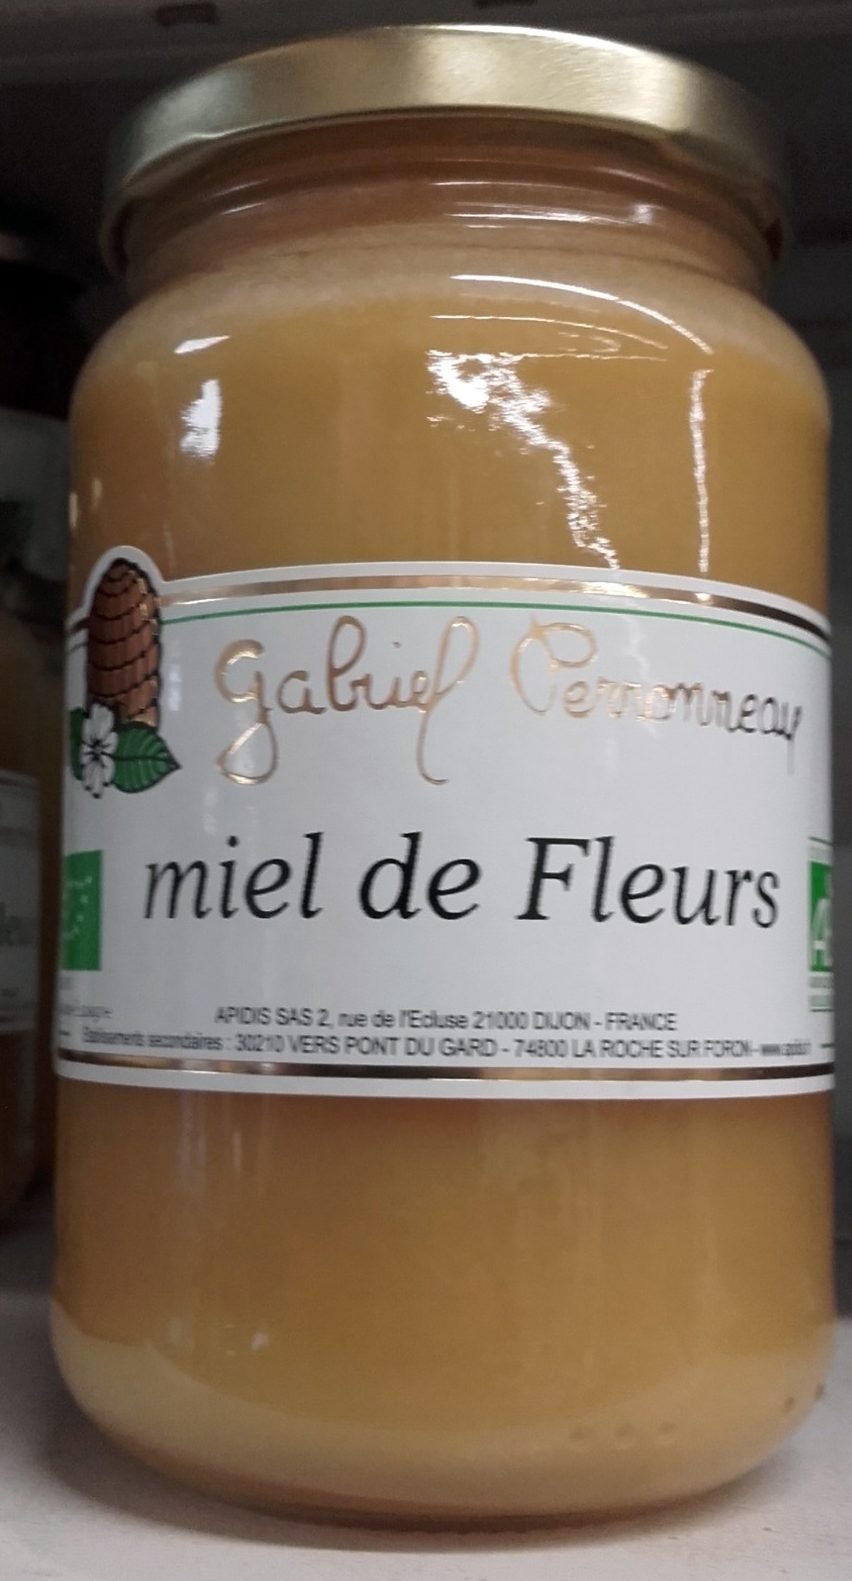 Gabriel Perronneau
miel de Fleurs
APIDIS SAS 2, rue de l'Ecluse 21000 DIJON - FRANCE
Etablissements secondaires : 30210 VERS PONT DU GARD - 74800 LA ROCHE SUR FORON -